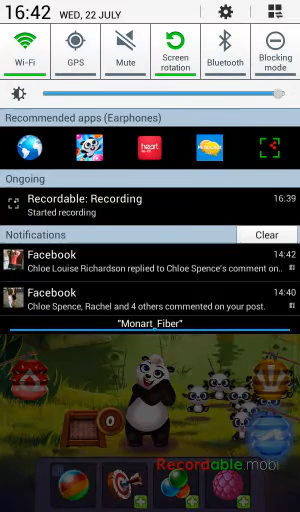 16:42 WED, 22 JULY
Wi-Fi
GPS
Mute
Screen
rotation
Bluetooth
Blocking
mode
Recommended apps (Earphones)
heart
Ongoing
Recordable: Recording 16:39
Started recording
Notifications Clear
Facebook 14:42
Chloe Louise Richardson replied to Chloe Spence's comment on..
Facebook 14:40
Chloe Spence, Rachel and 4 others commented on your post.
"Monart_Fiber"
0
Recordable.mobi